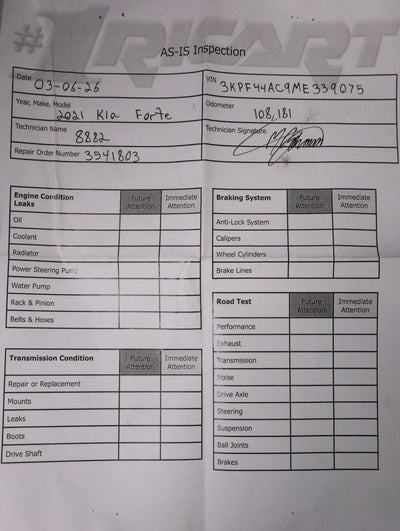 #1RICART
AS-IS Inspection
Date 03-06-26
VIN 3KPF44AC9ME339075
Year, Make, Model 2021 Kia Forte
Odometer 108,181
Technician Name 8882
Technician Signature
Repair Order Number 3541803
Engine Condition Future Attention Immediate Attention
Leaks
Oil
Coolant
Radiator
Power Steering Pump
Water Pump
Rack & Pinion
Belts & Hoses
Transmission Condition Future Attention Immediate Attention
Repair or Replacement
Mounts
Leaks
Boots
Drive Shaft
Braking System Future Attention Immediate Attention
Anti-Lock System
Calipers
Wheel Cylinders
Brake Lines
Road Test Future Attention Immediate Attention
Performance
Exhaust
Transmission
Noise
Drive Axle
Steering
Suspension
Ball Joints
Brakes